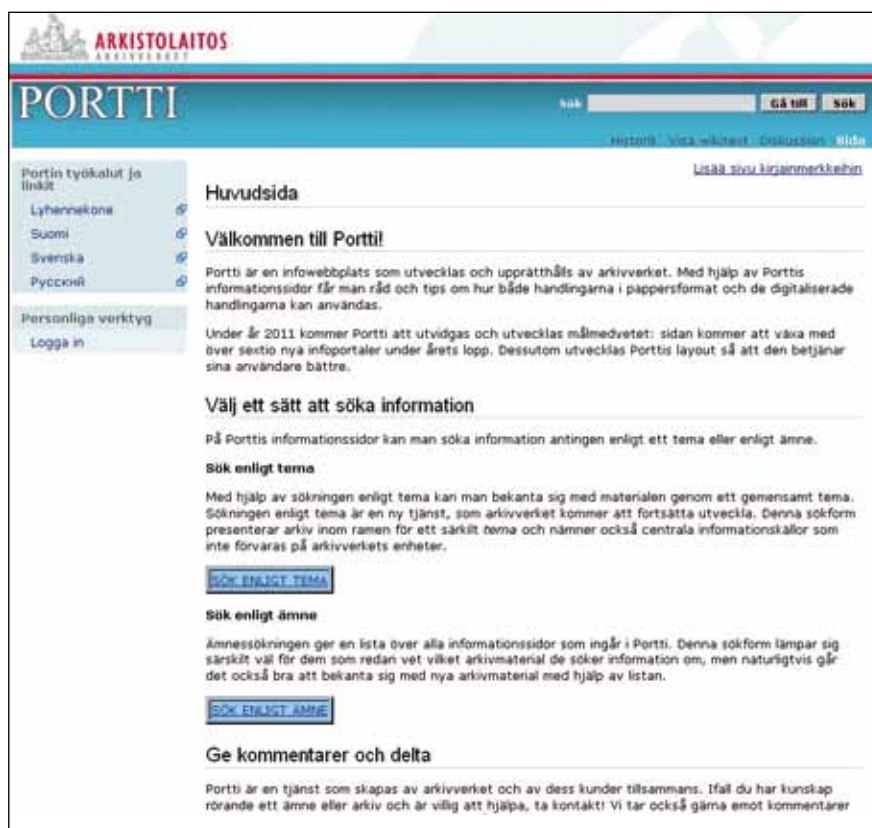 ARKISTOLAITOS
ARKIVVERKET
PORTTI
Sök
Gå till
Sök
Historik Visa wikitext Diskussion Sida
Lisää sivu kirjainmerkkeihin
Portin työkalut ja
linkit
Lyhennekone
Suomi
Svenska
Русский
Personliga verktyg
Logga in
Huvudsida
Välkommen till Portti!
Portti är en infowebbplats som utvecklas och upprätthålls av arkivverket. Med hjälp av Porttis
informationssidor får man råd och tips om hur både handlingarna i pappersformat och de digitaliserade
handlingarna kan användas.
Under år 2011 kommer Portti att utvidgas och utvecklas målmedvetet: sidan kommer att växa med
över sextio nya infoportaler under årets lopp. Dessutom utvecklas Porttis layout så att den betjänar
sina användare bättre.
Välj ett sätt att söka information
På Porttis informationssidor kan man söka information antingen enligt ett tema eller enligt ämne.
Sök enligt tema
Med hjälp av sökningen enligt tema kan man bekanta sig med materialen genom ett gemensamt tema.
Sökningen enligt tema är en ny tjänst, som arkivverket kommer att fortsätta utveckla. Denna sökform
presenterar arkiv inom ramen för ett särkilt tema och nämner också centrala informationskällor som
inte förvaras på arkivverkets enheter.
SÖK ENLIGT TEMA
Sök enligt ämne
Ämnessökningen ger en lista över alla informationssidor som ingår i Portti. Denna sökform lämpar sig
särskilt väl för dem som redan vet vilket arkivmaterial de söker information om, men naturligtvis går
det också bra att bekanta sig med nya arkivmaterial med hjälp av listan.
SÖK ENLIGT ÄMNE
Ge kommentarer och delta
Portti är en tjänst som skapas av arkivverket och av dess kunder tillsammans. Ifall du har kunskap
rörande ett ämne eller arkiv och är villig att hjälpa, ta kontakt! Vi tar också gärna emot kommentarer